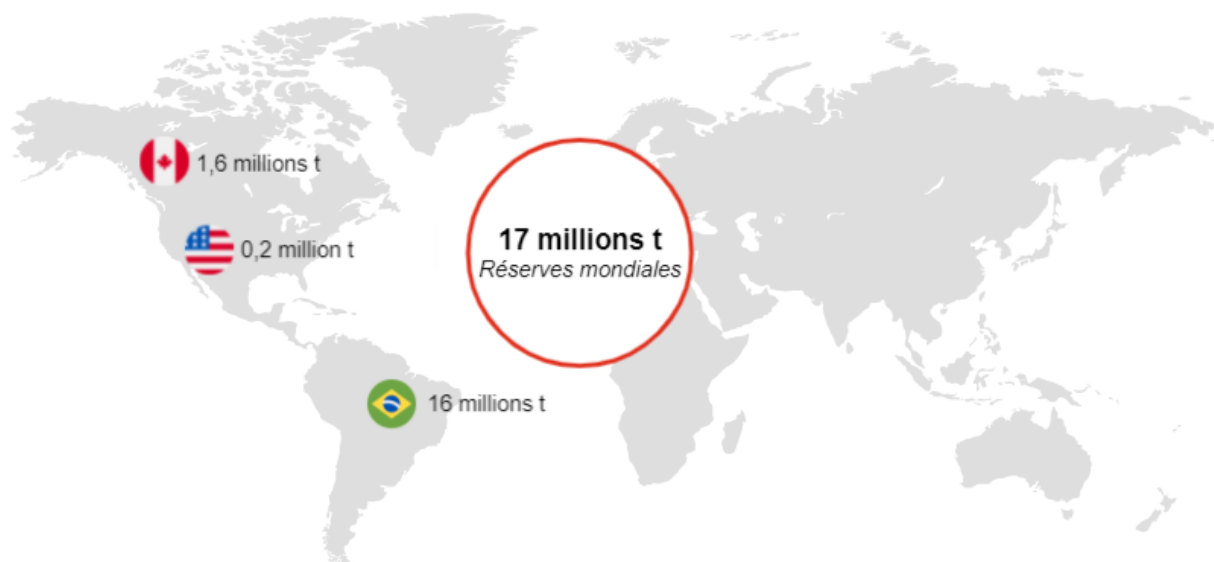 1,6 millions t
0,2 million t
17 millions t
Réserves mondiales
16 millions t